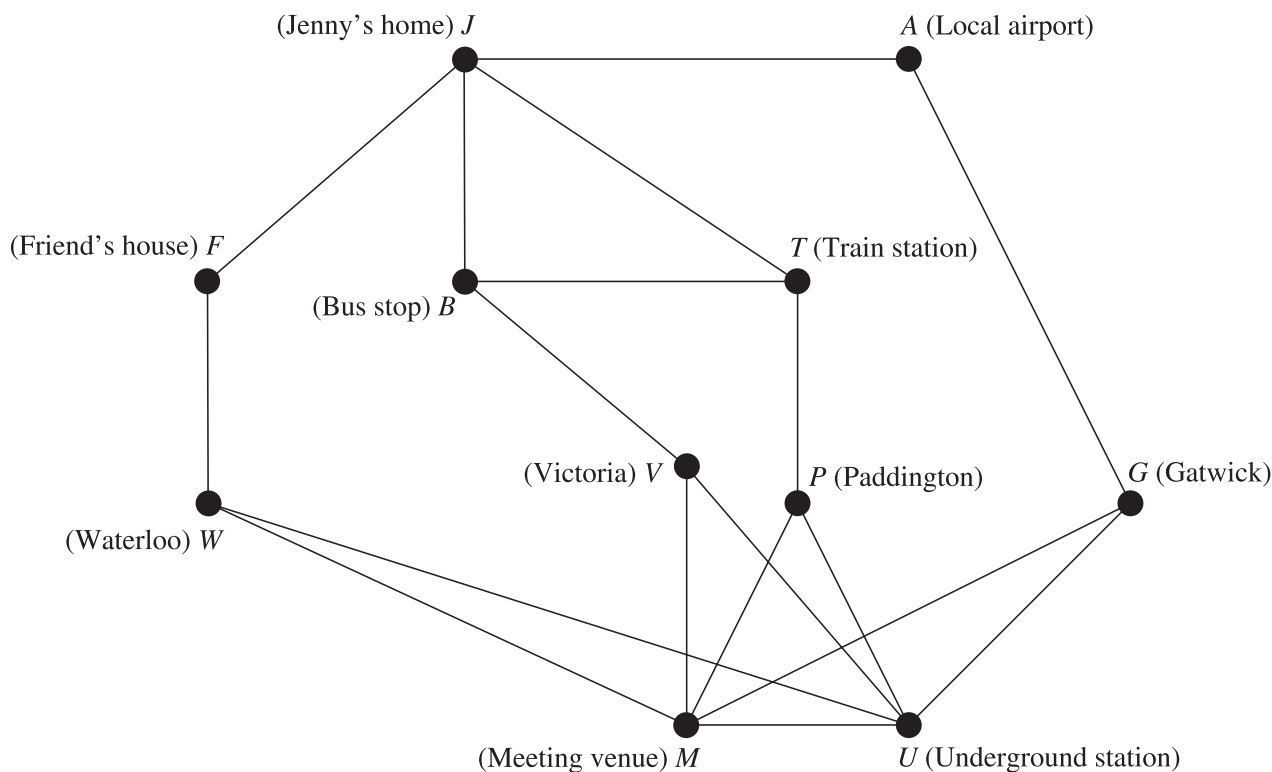 (Jenny’s home) J
A (Local airport)
(Friend’s house) F
T (Train station)
(Bus stop) B
(Victoria) V
P (Paddington)
G (Gatwick)
(Waterloo) W
(Meeting venue) M
U (Underground station)